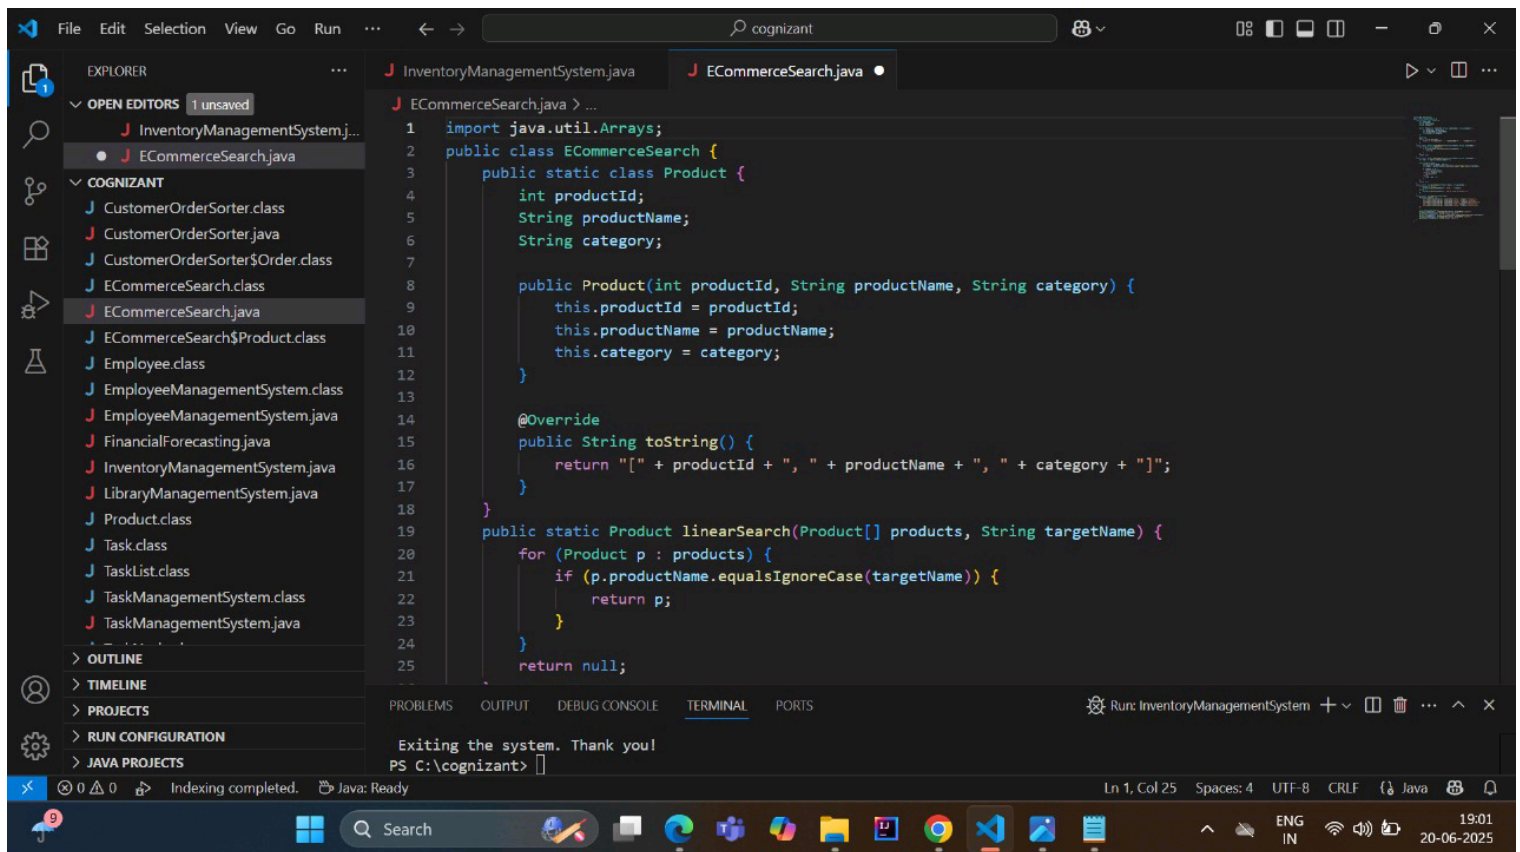 File Edit Selection View Go Run ··· cognizant
EXPLORER ···
OPEN EDITORS 1 unsaved
J InventoryManagementSystem.j...
J ECommerceSearch.java
COGNIZANT
J CustomerOrderSorter.class
J CustomerOrderSorter.java
J CustomerOrderSorter$Order.class
J ECommerceSearch.class
J ECommerceSearch.java
J ECommerceSearch$Product.class
J Employee.class
J EmployeeManagementSystem.class
J EmployeeManagementSystem.java
J FinancialForecasting.java
J InventoryManagementSystem.java
J LibraryManagementSystem.java
J Product.class
J Task.class
J TaskList.class
J TaskManagementSystem.class
J TaskManagementSystem.java
OUTLINE
TIMELINE
PROJECTS
RUN CONFIGURATION
JAVA PROJECTS
1
J InventoryManagementSystem.java J ECommerceSearch.java
J ECommerceSearch.java > ...
1 import java.util.Arrays;
2 public class ECommerceSearch {
3 public static class Product {
4 int productId;
5 String productName;
6 String category;
7
8 public Product(int productId, String productName, String category) {
9 this.productId = productId;
10 this.productName = productName;
11 this.category = category;
12 }
13
14 @Override
15 public String toString() {
16 return "[" + productId + ", " + productName + ", " + category + "]";
17 }
18 }
19 public static Product linearSearch(Product[] products, String targetName) {
20 for (Product p : products) {
21 if (p.productName.equalsIgnoreCase(targetName)) {
22 return p;
23 }
24 }
25 return null;
PROBLEMS OUTPUT DEBUG CONSOLE TERMINAL PORTS Run: InventoryManagementSystem
Exiting the system. Thank you!
PS C:\cognizant>
0 0 Indexing completed. Java: Ready Ln 1, Col 25 Spaces: 4 UTF-8 CRLF Java
9 Search ENG IN 19:01 20-06-2025